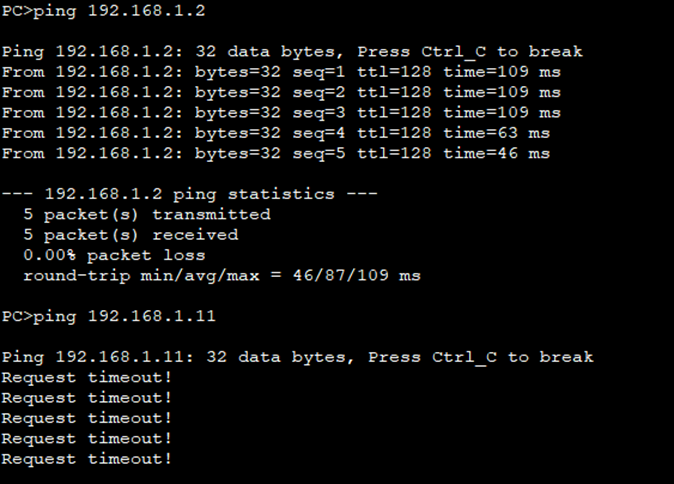 PC>ping 192.168.1.2
Ping 192.168.1.2: 32 data bytes, Press Ctrl_C to break
From 192.168.1.2: bytes=32 seq=1 ttl=128 time=109 ms
From 192.168.1.2: bytes=32 seq=2 ttl=128 time=109 ms
From 192.168.1.2: bytes=32 seq=3 ttl=128 time=109 ms
From 192.168.1.2: bytes=32 seq=4 ttl=128 time=63 ms
From 192.168.1.2: bytes=32 seq=5 ttl=128 time=46 ms
--- 192.168.1.2 ping statistics ---
5 packet(s) transmitted
5 packet(s) received
0.00% packet loss
round-trip min/avg/max = 46/87/109 ms
PC>ping 192.168.1.11
Ping 192.168.1.11: 32 data bytes, Press Ctrl_C to break
Request timeout!
Request timeout!
Request timeout!
Request timeout!
Request timeout!